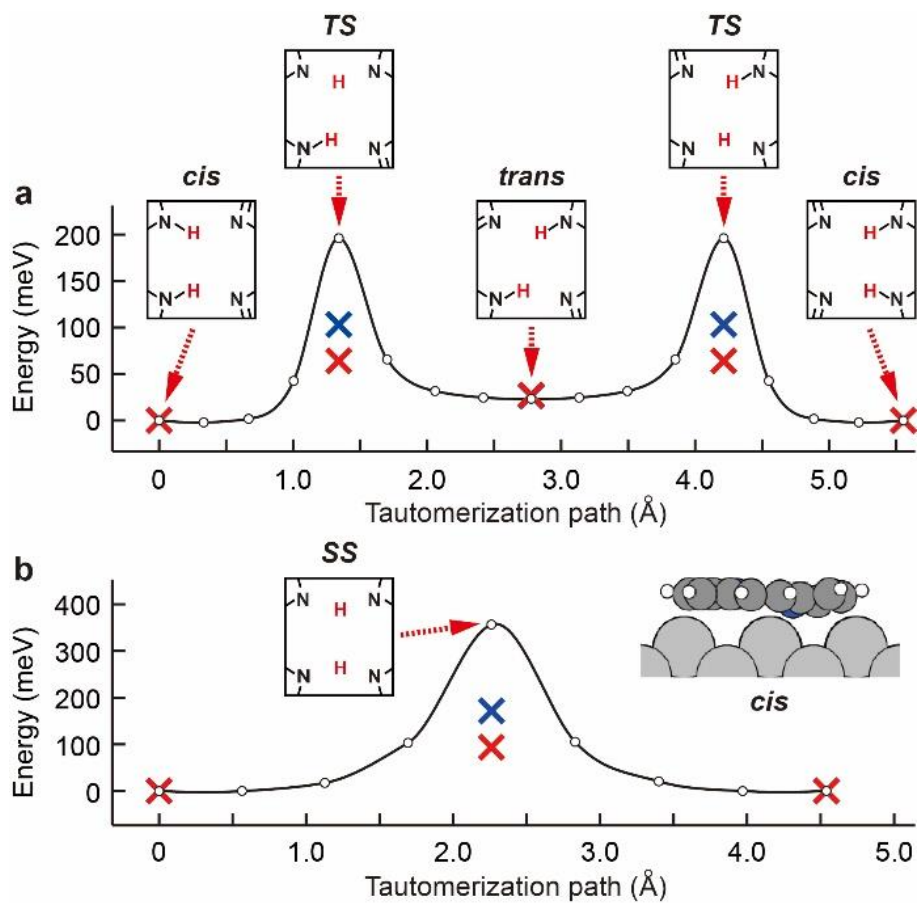 TS
TS
N H N
N H N
N H N
N H N
cis
trans
cis
a
N H N
N H N
N H N
N H N
N H N
N H N
200
150
100
50
0
Energy (meV)
0 1.0 2.0 3.0 4.0 5.0
Tautomerization path (Å)
b
SS
N H N
N H N
cis
400
300
200
100
0
Energy (meV)
0 1.0 2.0 3.0 4.0 5.0
Tautomerization path (Å)